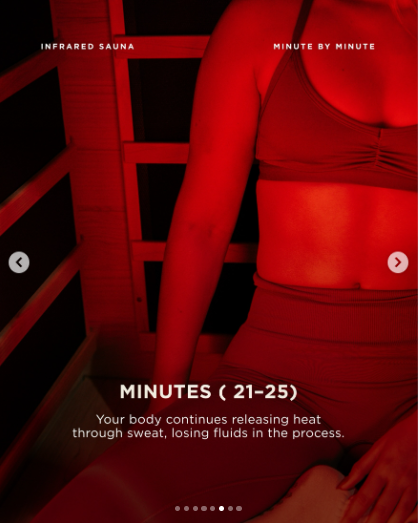 INFRARED SAUNA
MINUTE BY MINUTE
MINUTES ( 21–25)
Your body continues releasing heat
through sweat, losing fluids in the process.